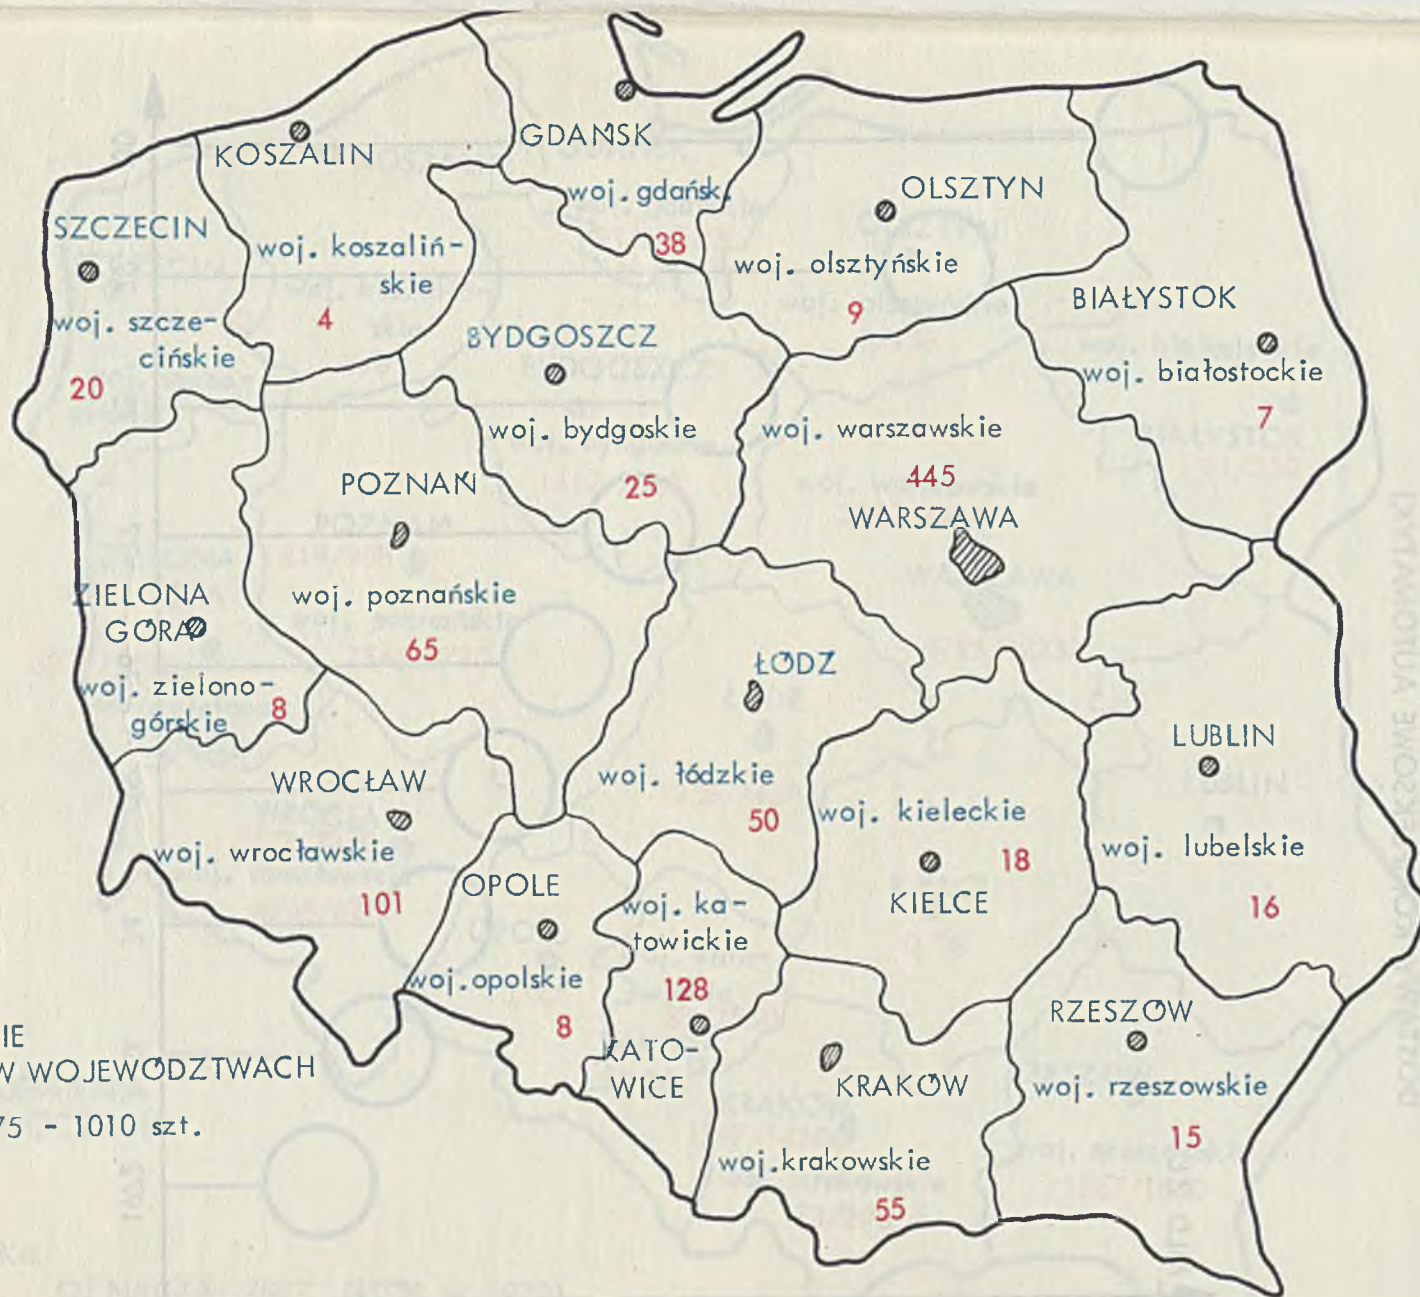 KOSZALIN
woj. koszaliń-
skie
4
GDAŃSK
woj. gdańsk.
38
OLSZTYN
woj. olsztyńskie
9
SZCZECIN
woj. szcze-
cińskie
20
BYDGOSZCZ
woj. bydgoskie
25
BIAŁYSTOK
woj. białostockie
7
woj. warszawskie
445
WARSZAWA
POZNAŃ
woj. poznańskie
65
ZIELONA
GÓRA
woj. zielono-
górskie
8
ŁÓDZ
woj. łódzkie
50
LUBLIN
woj. lubelskie
16
WROCŁAW
woj. wrocławskie
101
OPOLE
woj. opolskie
8
woj. ka-
towickie
128
KATO-
WICE
woj. kieleckie
18
KIELCE
KRAKÓW
woj. krakowskie
55
RZESZÓW
woj. rzeszowskie
15
IE
W WOJEWÓDZTWACH
75 - 1010 szt.